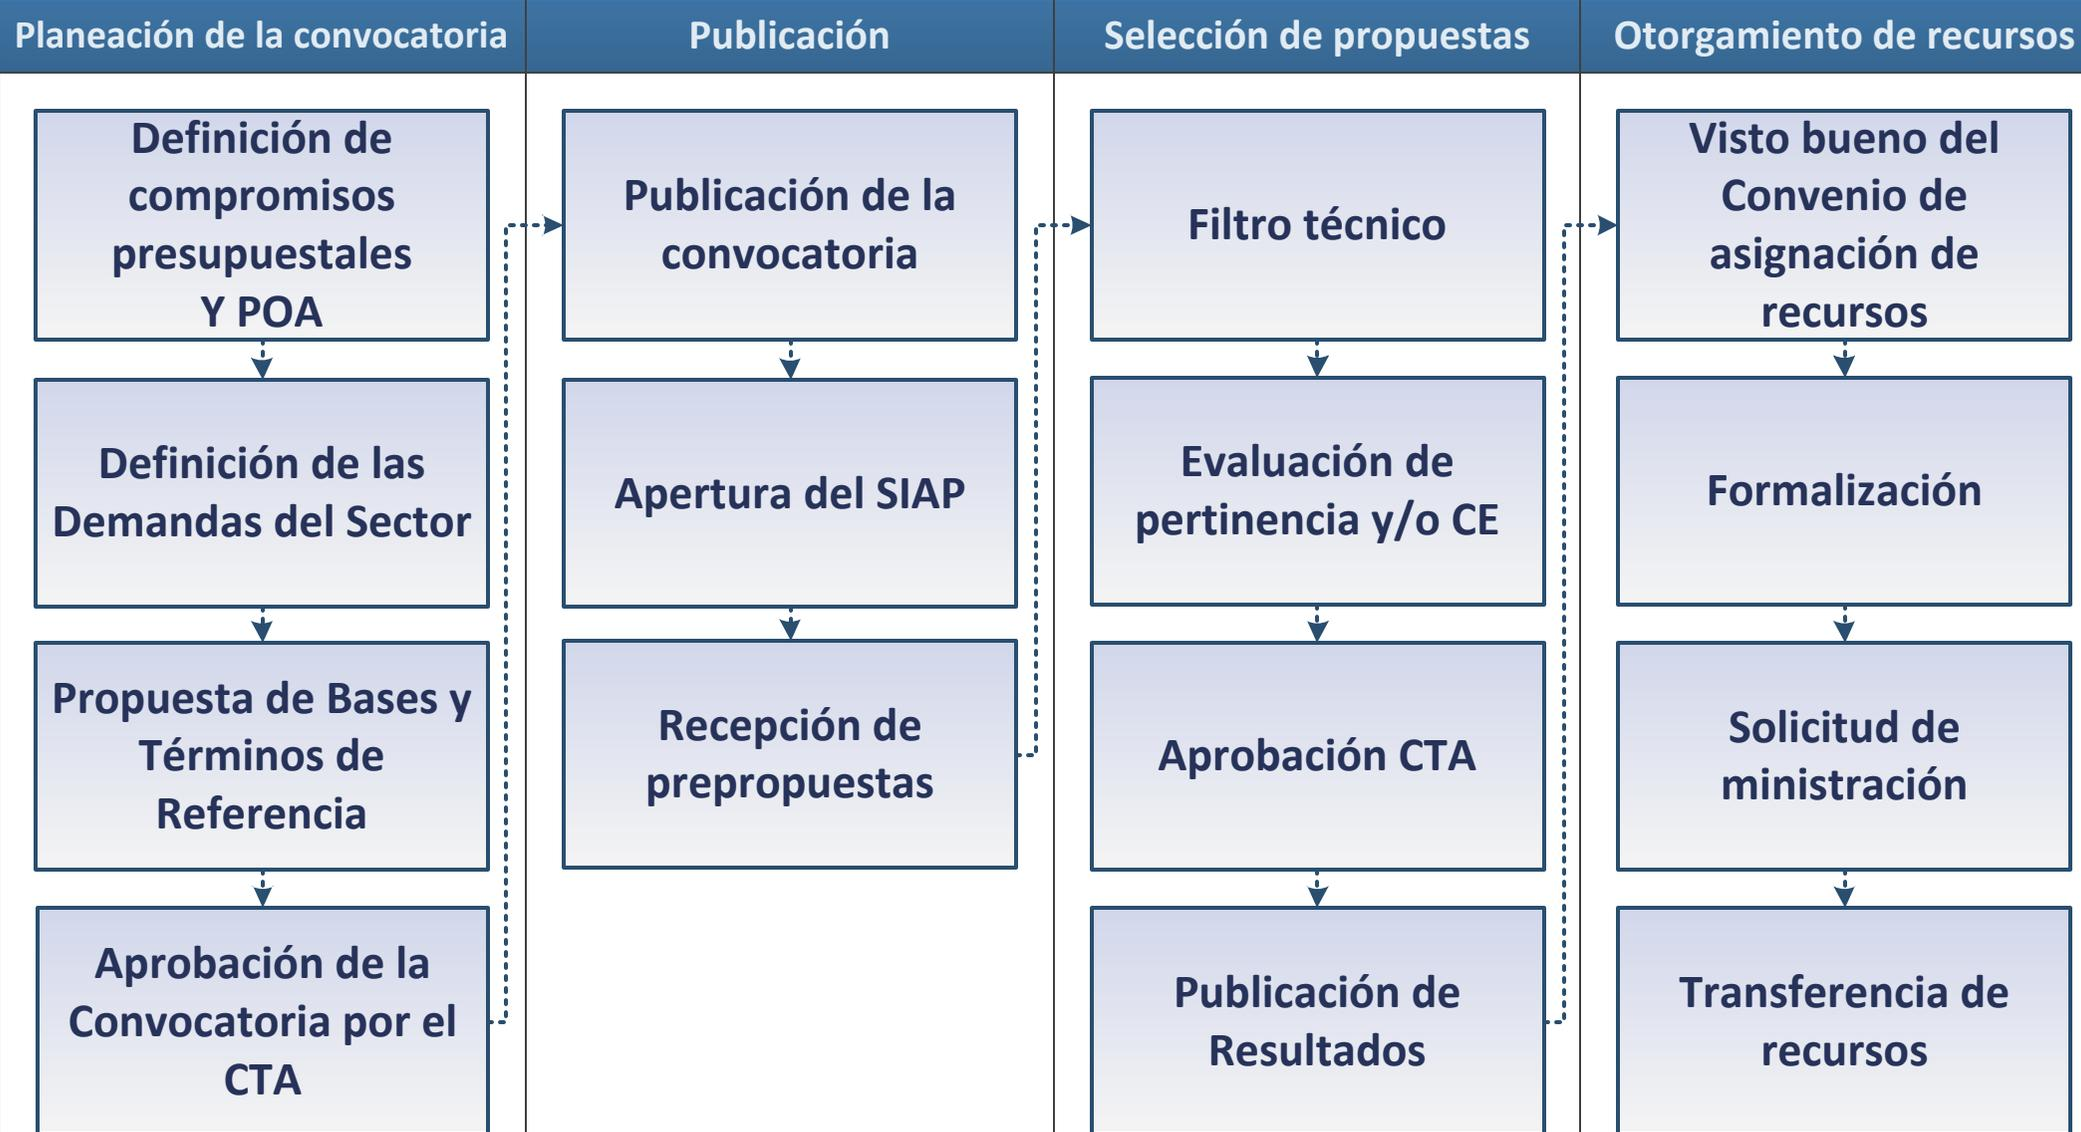 Planeación de la convocatoria
Definición de
compromisos
presupuestales
Y POA
Definición de las
Demandas del Sector
Propuesta de Bases y
Términos de
Referencia
Aprobación de la
Convocatoria por el
CTA
Publicación
Publicación de la
convocatoria
Apertura del SIAP
Recepción de
prepropuestas
Selección de propuestas
Filtro técnico
Evaluación de
pertinencia y/o CE
Aprobación CTA
Publicación de
Resultados
Otorgamiento de recursos
Visto bueno del
Convenio de
asignación de
recursos
Formalización
Solicitud de
ministración
Transferencia de
recursos